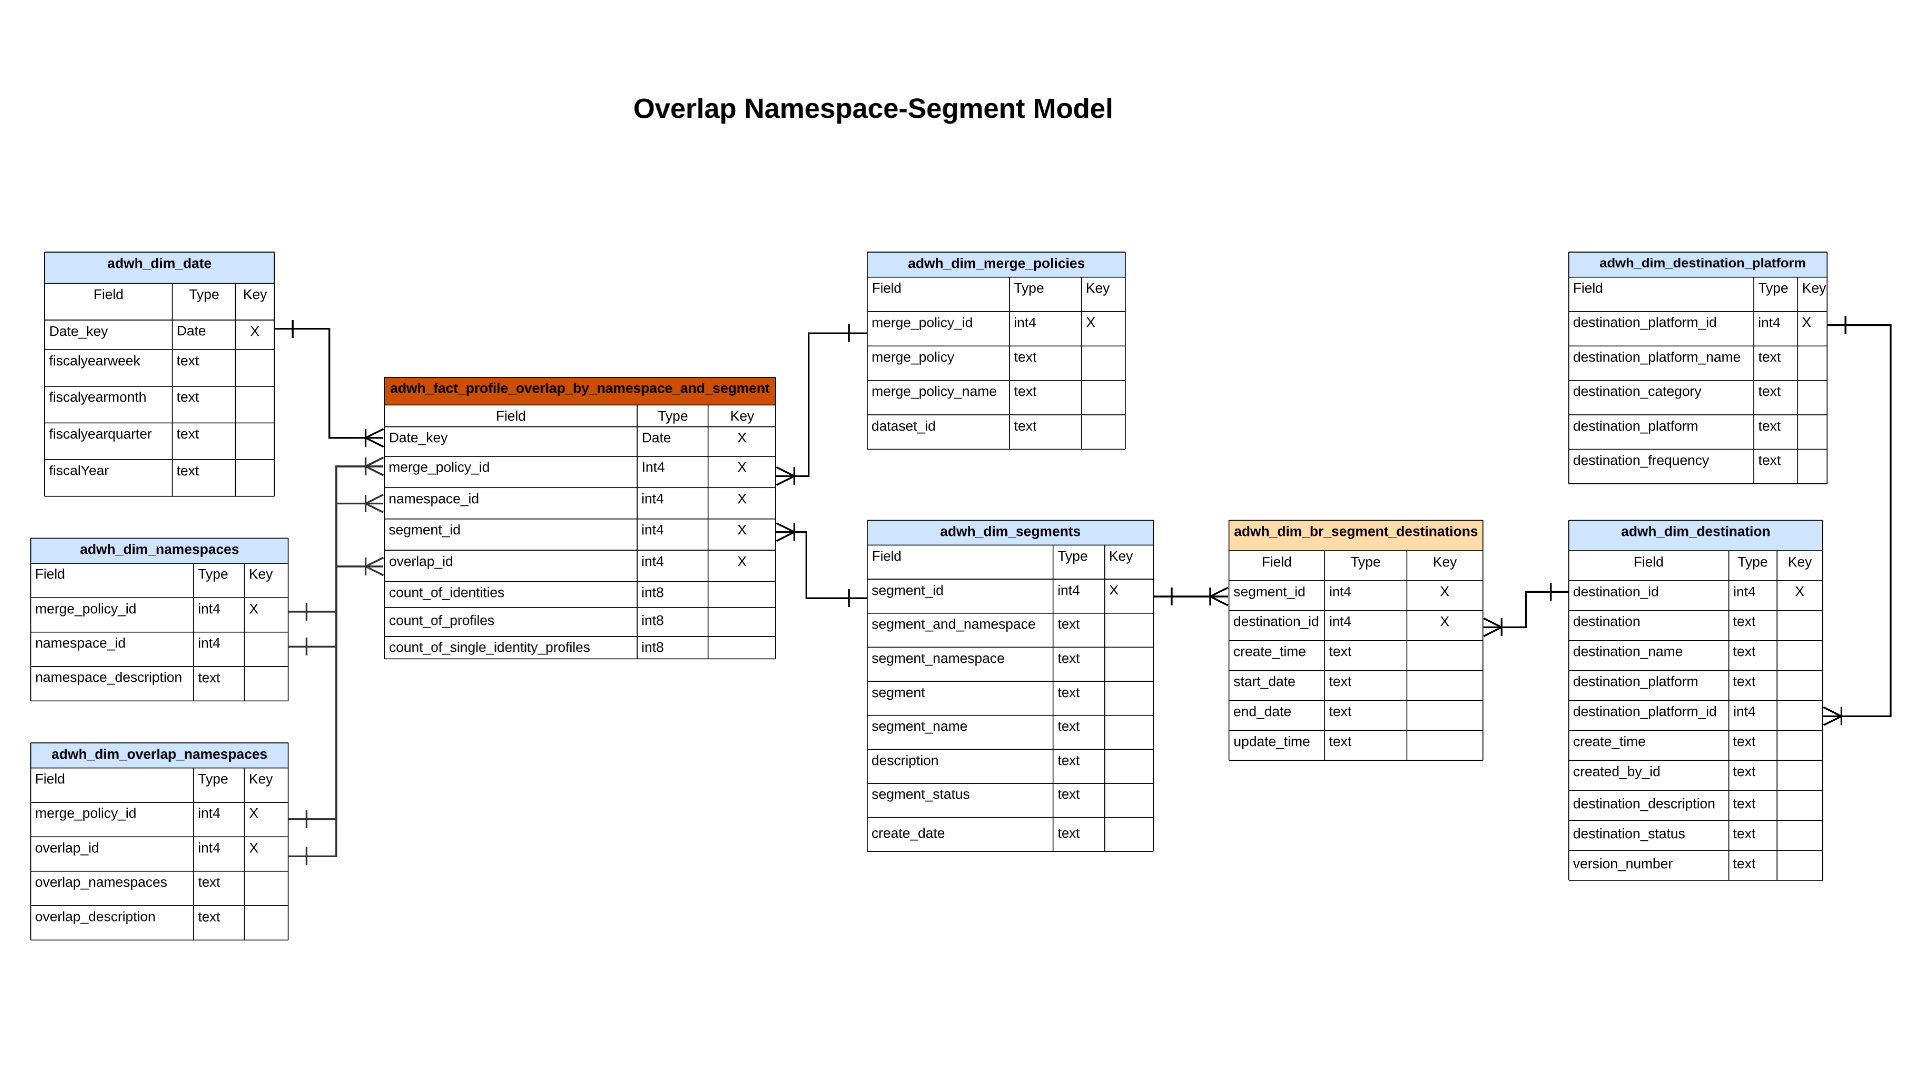 Overlap Namespace-Segment Model
adwh_dim_date
Field Type Key
Date_key Date X
fiscalyearweek text
fiscalyearmonth text
fiscalyearquarter text
fiscalYear text
adwh_dim_namespaces
Field Type Key
merge_policy_id int4 X
namespace_id int4
namespace_description text
adwh_dim_overlap_namespaces
Field Type Key
merge_policy_id int4 X
overlap_id int4 X
overlap_namespaces text
overlap_description text
adwh_fact_profile_overlap_by_namespace_and_segment
Field Type Key
Date_key Date X
merge_policy_id Int4 X
namespace_id int4 X
segment_id int4 X
overlap_id int4 X
count_of_identities int8
count_of_profiles int8
count_of_single_identity_profiles int8
adwh_dim_merge_policies
Field Type Key
merge_policy_id int4 X
merge_policy text
merge_policy_name text
dataset_id text
adwh_dim_segments
Field Type Key
segment_id int4 X
segment_and_namespace text
segment_namespace text
segment text
segment_name text
description text
segment_status text
create_date text
adwh_dim_br_segment_destinations
Field Type Key
segment_id int4 X
destination_id int4 X
create_time text
start_date text
end_date text
update_time text
adwh_dim_destination_platform
Field Type Key
destination_platform_id int4 X
destination_platform_name text
destination_category text
destination_platform text
destination_frequency text
adwh_dim_destination
Field Type Key
destination_id int4 X
destination text
destination_name text
destination_platform text
destination_platform_id int4
create_time text
created_by_id text
destination_description text
destination_status text
version_number text